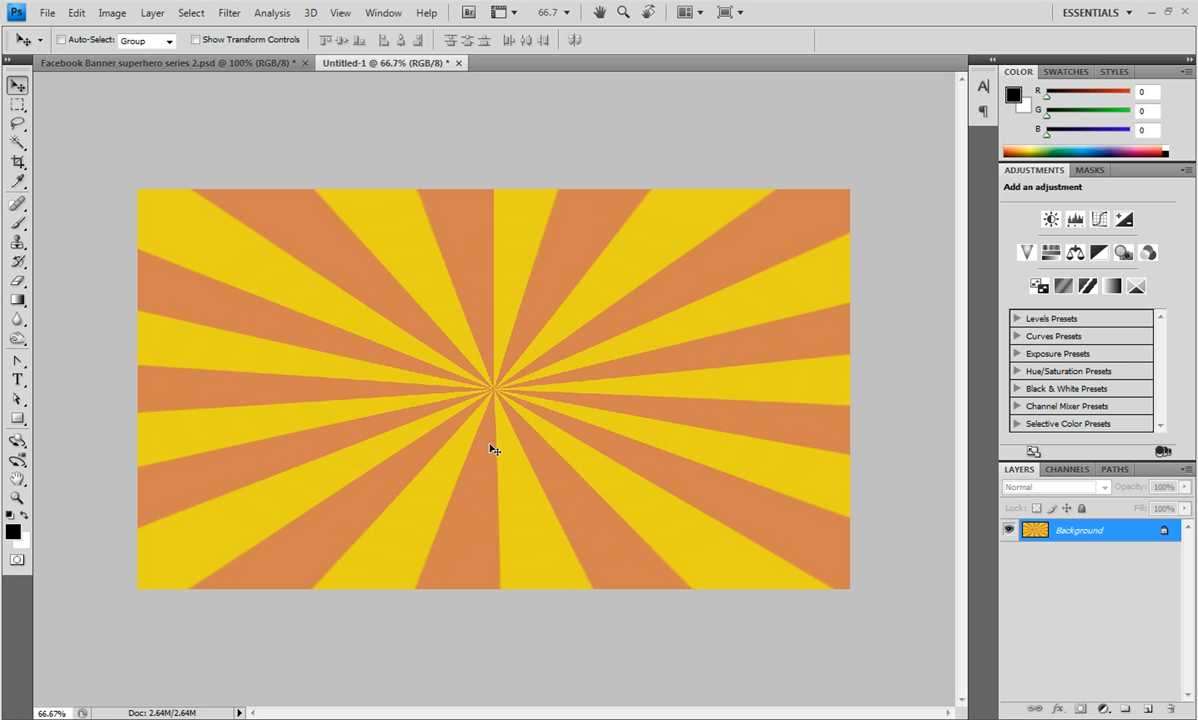 Ps File Edit Image Layer Select Filter Analysis 3D View Window Help Br 66.7 ESSENTIALS
Auto-Select: Group Show Transform Controls
Facebook Banner superhero series 2.psd @ 100% (RGB/8) * × Untitled-1 @ 66.7% (RGB/8) * ×
COLOR SWATCHES STYLES
R 0
G 0
B 0
ADJUSTMENTS MASKS
Add an adjustment
Levels Presets
Curves Presets
Exposure Presets
Hue/Saturation Presets
Black & White Presets
Channel Mixer Presets
Selective Color Presets
LAYERS CHANNELS PATHS
Normal Opacity: 100%
Lock: Fill: 100%
Background
66.67% Doc: 2.64M/2.64M